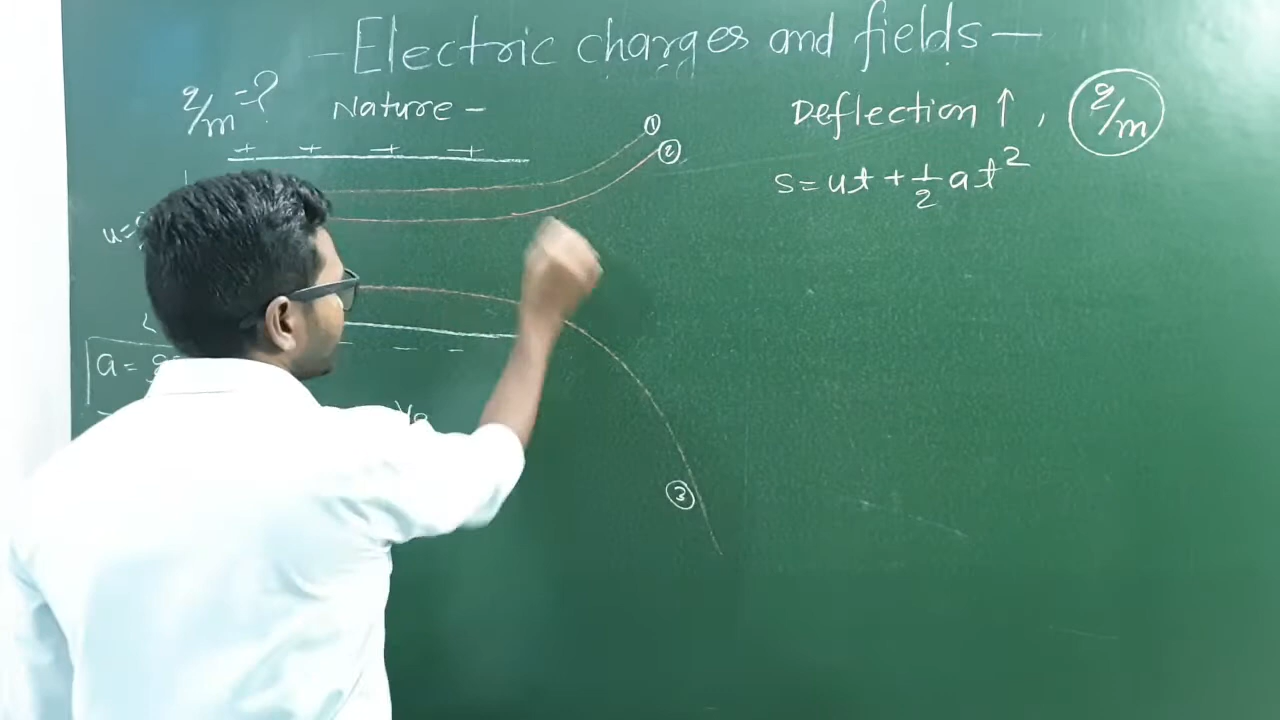 — Electric charges and fields —
q/m = ?
Nature —
Deflection ↑ , q/m
+ + + +
①
②
s = ut + 1/2 at²
u =
- - -
a =
③